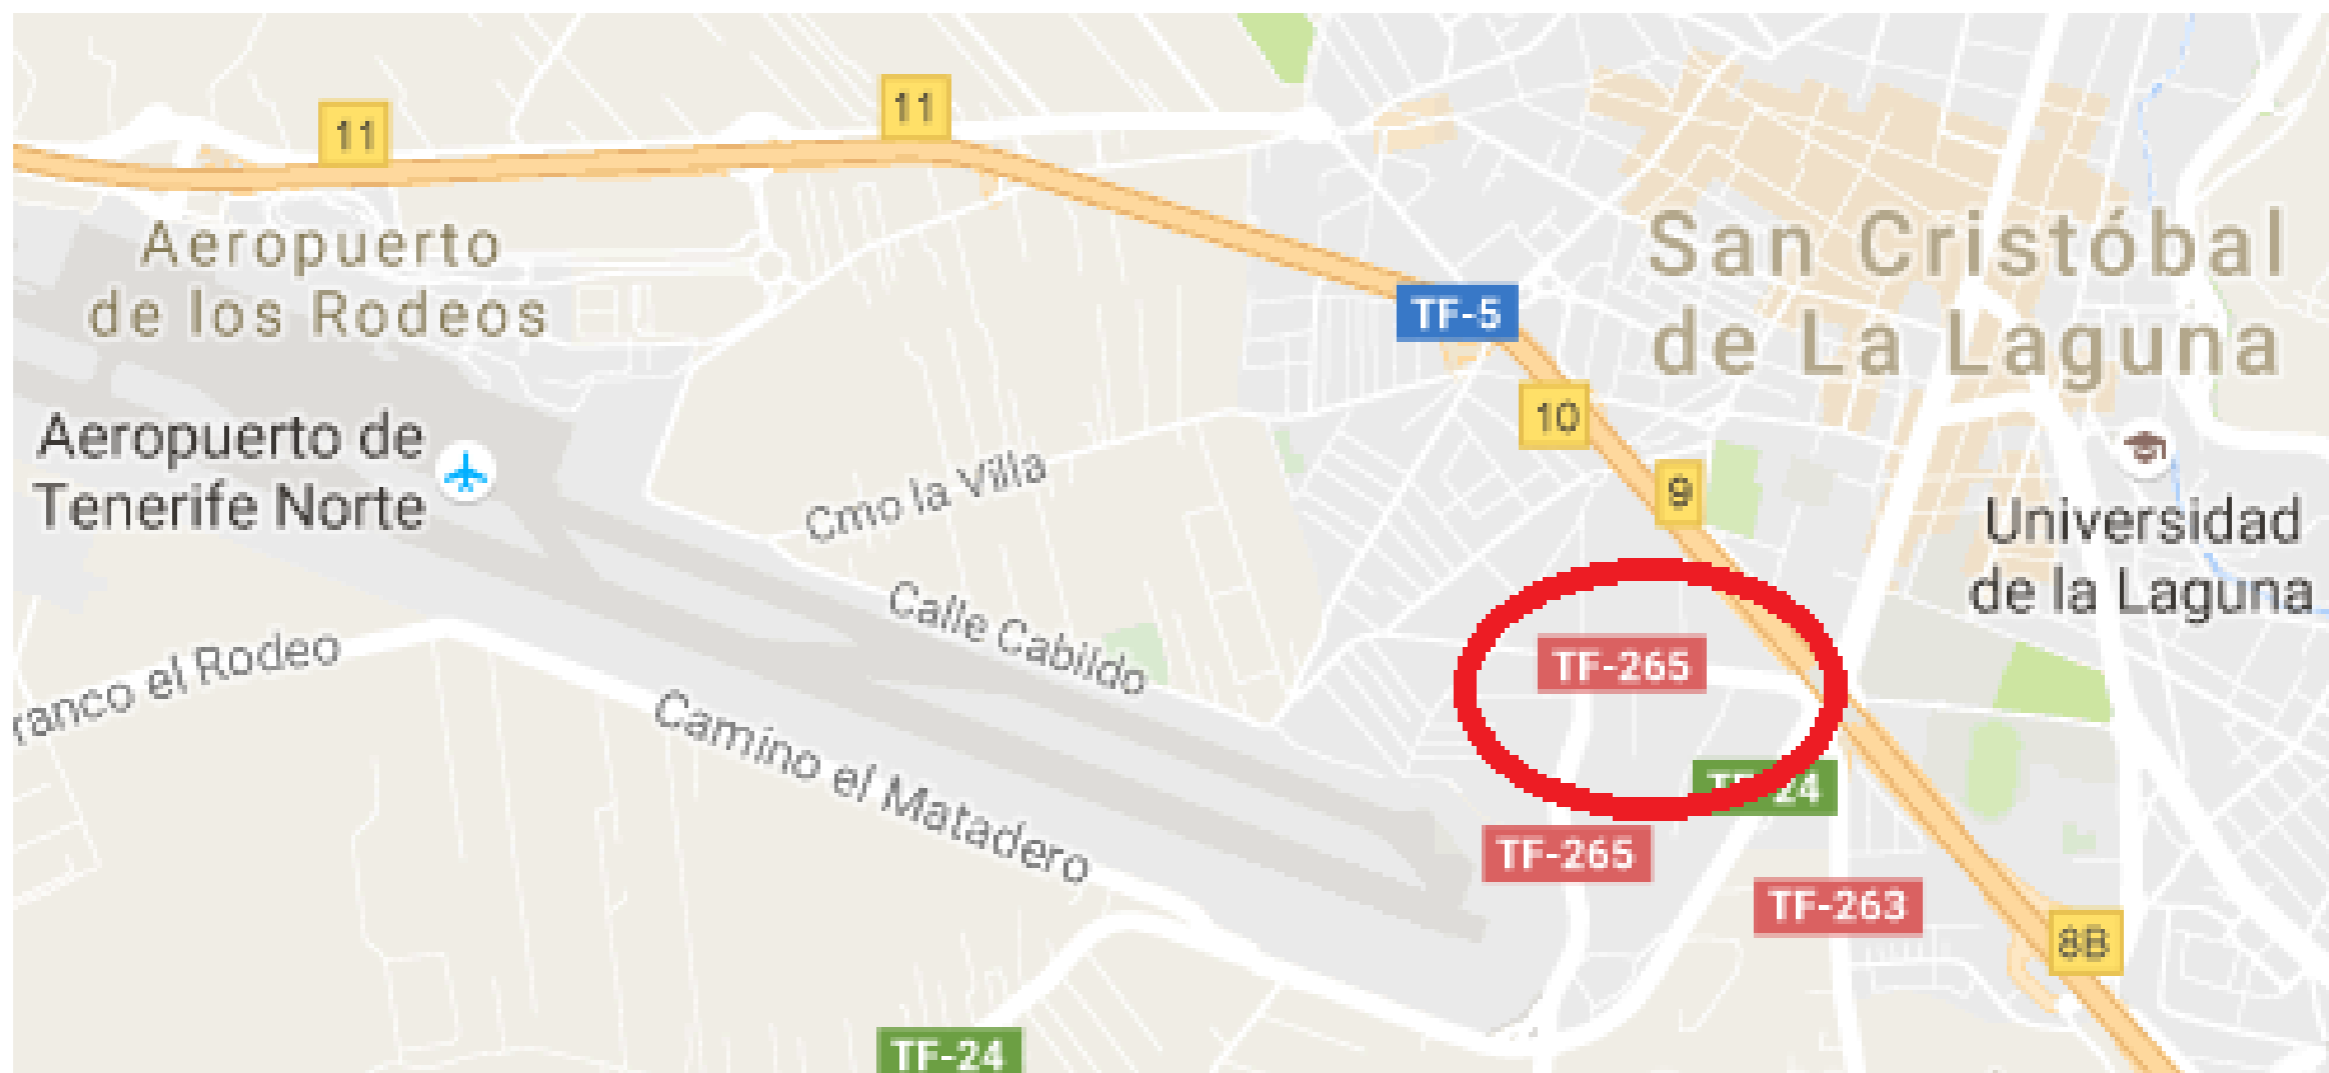 11
11
Aeropuerto
de los Rodeos
San Cristóbal
de La Laguna
TF-5
10
9
Aeropuerto de
Tenerife Norte
Cmo la Villa
Universidad
de la Laguna
Calle Cabildo
ranco el Rodeo
TF-265
Camino el Matadero
TF-24
TF-265
TF-263
8B
TF-24